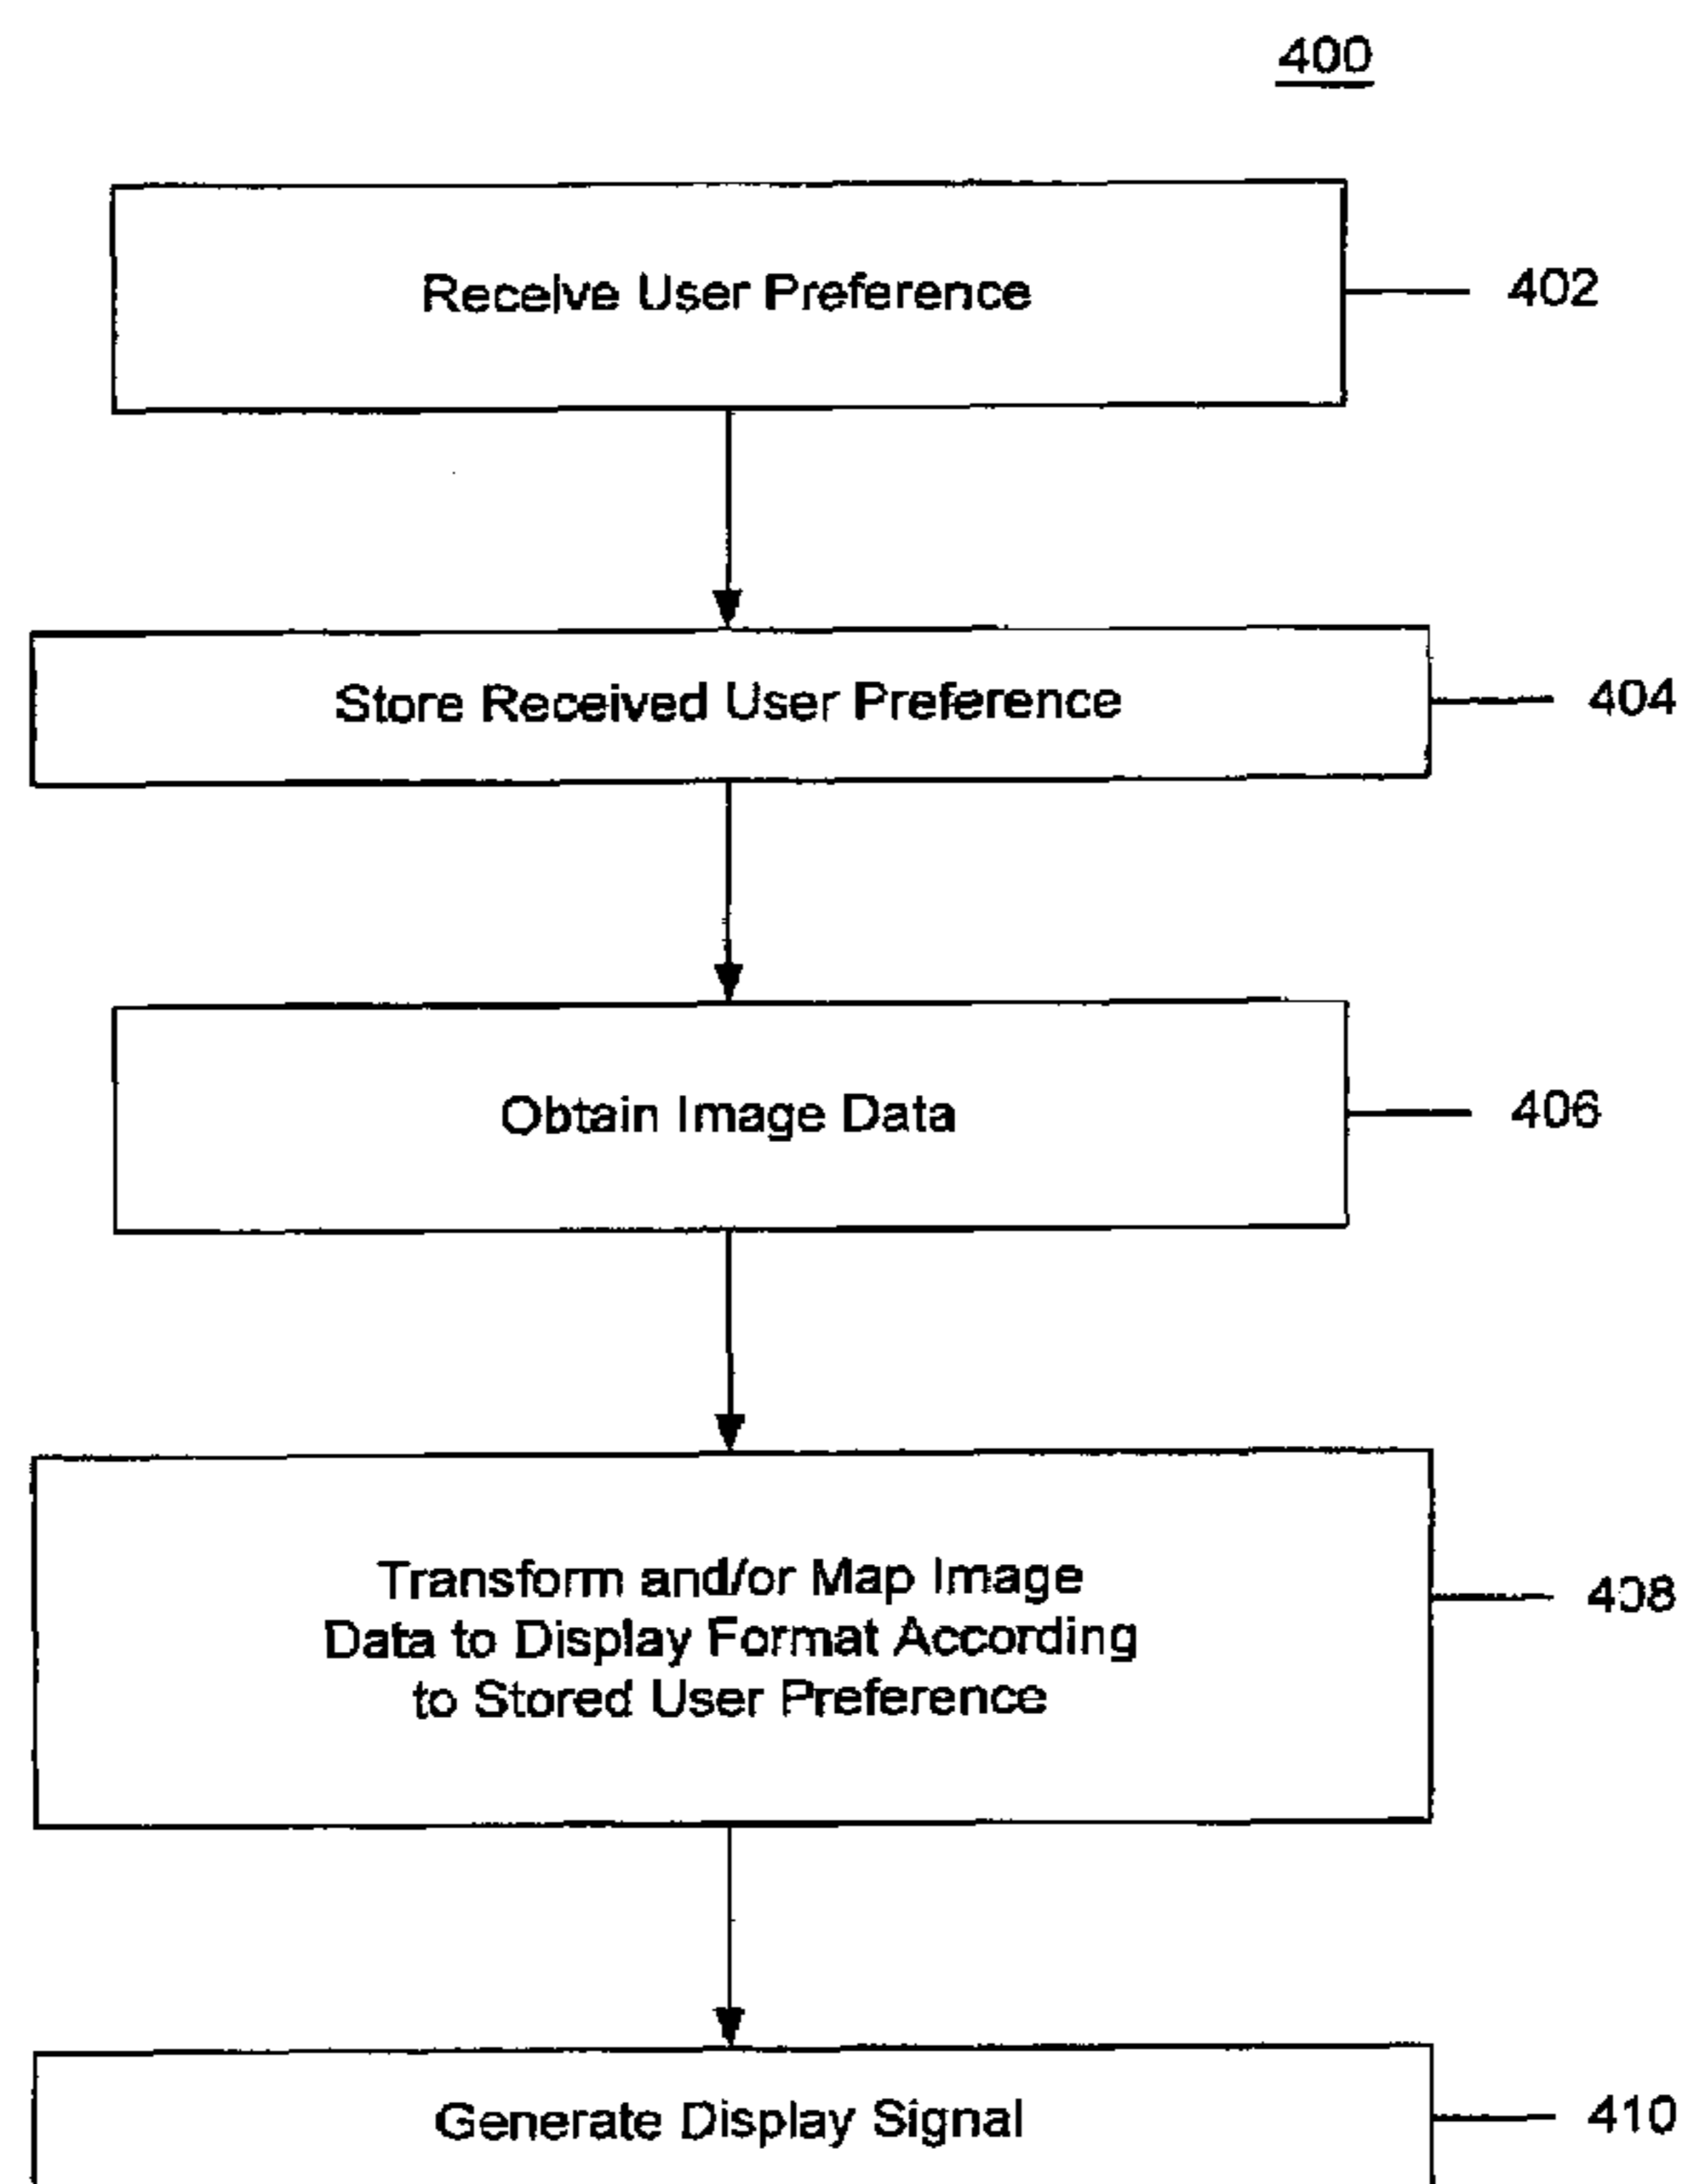 400
Receive User Preference
402
Store Received User Preference
404
Obtain Image Data
406
Transform and/or Map Image
Data to Display Format According
to Stored User Preference
408
Generate Display Signal
410